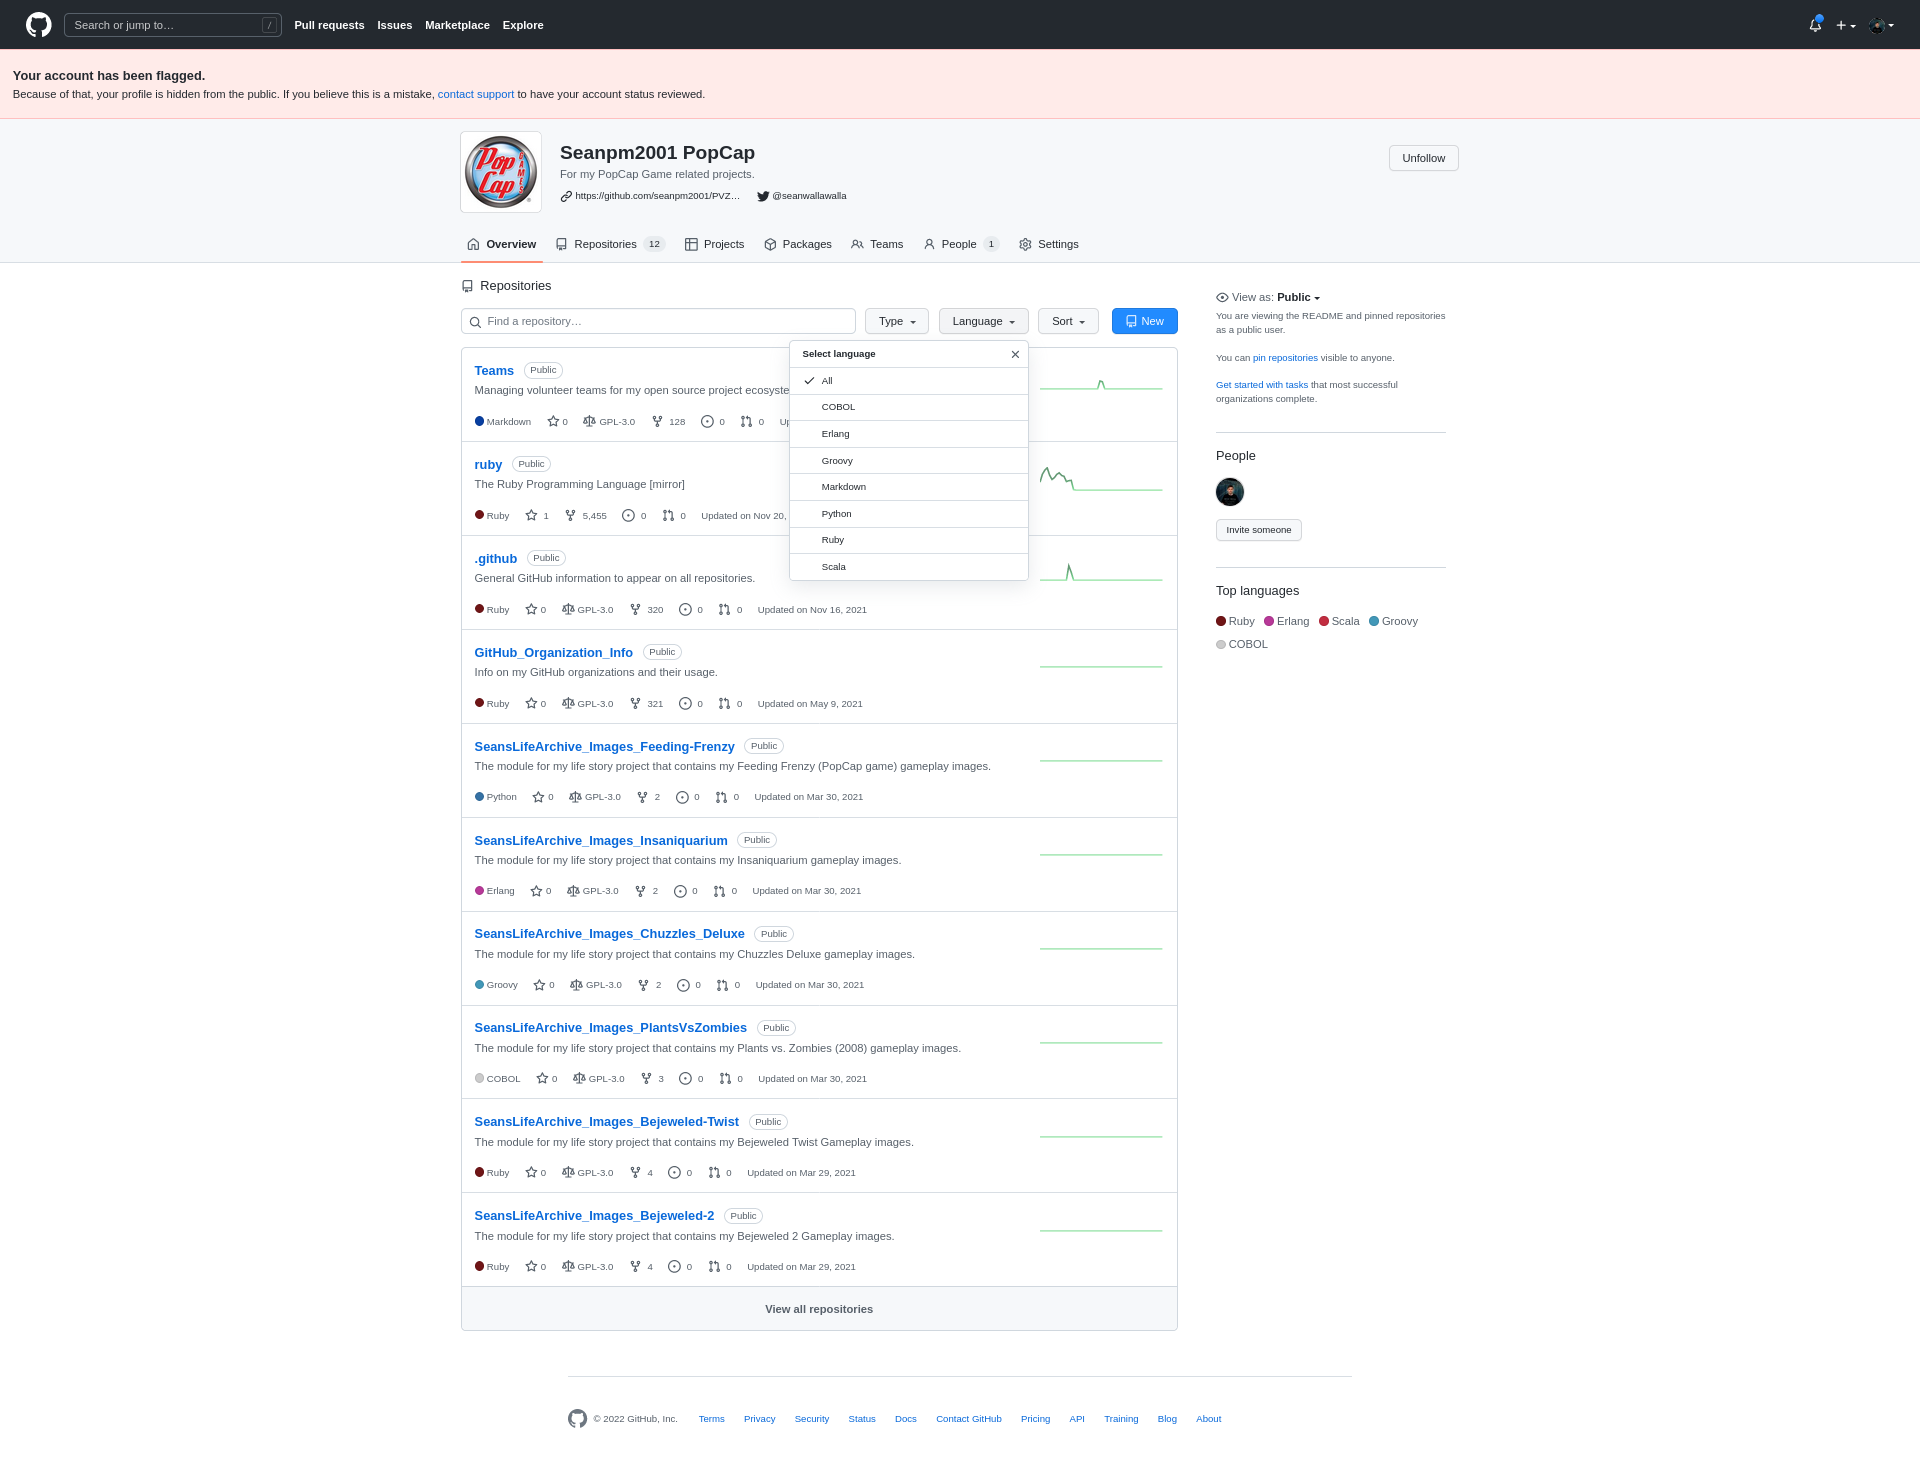 Search or jump to…
/
Pull requests
Issues
Marketplace
Explore
Your account has been flagged.
Because of that, your profile is hidden from the public. If you believe this is a mistake, contact support to have your account status reviewed.
PopCap GAMES
Seanpm2001 PopCap
For my PopCap Game related projects.
https://github.com/seanpm2001/PVZ… @seanwallawalla
Unfollow
Overview
Repositories 12
Projects
Packages
Teams
People 1
Settings
Repositories
Find a repository…
Type
Language
Sort
New
Select language
All
COBOL
Erlang
Groovy
Markdown
Python
Ruby
Scala
Teams Public
Managing volunteer teams for my open source project ecosyste
Markdown 0 GPL-3.0 128 0 0
ruby Public
The Ruby Programming Language [mirror]
Ruby 1 5,455 0 0 Updated on Nov 20,
.github Public
General GitHub information to appear on all repositories.
Ruby 0 GPL-3.0 320 0 0 Updated on Nov 16, 2021
GitHub_Organization_Info Public
Info on my GitHub organizations and their usage.
Ruby 0 GPL-3.0 321 0 0 Updated on May 9, 2021
SeansLifeArchive_Images_Feeding-Frenzy Public
The module for my life story project that contains my Feeding Frenzy (PopCap game) gameplay images.
Python 0 GPL-3.0 2 0 0 Updated on Mar 30, 2021
SeansLifeArchive_Images_Insaniquarium Public
The module for my life story project that contains my Insaniquarium gameplay images.
Erlang 0 GPL-3.0 2 0 0 Updated on Mar 30, 2021
SeansLifeArchive_Images_Chuzzles_Deluxe Public
The module for my life story project that contains my Chuzzles Deluxe gameplay images.
Groovy 0 GPL-3.0 2 0 0 Updated on Mar 30, 2021
SeansLifeArchive_Images_PlantsVsZombies Public
The module for my life story project that contains my Plants vs. Zombies (2008) gameplay images.
COBOL 0 GPL-3.0 3 0 0 Updated on Mar 30, 2021
SeansLifeArchive_Images_Bejeweled-Twist Public
The module for my life story project that contains my Bejeweled Twist Gameplay images.
Ruby 0 GPL-3.0 4 0 0 Updated on Mar 29, 2021
SeansLifeArchive_Images_Bejeweled-2 Public
The module for my life story project that contains my Bejeweled 2 Gameplay images.
Ruby 0 GPL-3.0 4 0 0 Updated on Mar 29, 2021
View all repositories
View as: Public
You are viewing the README and pinned repositories
as a public user.
You can pin repositories visible to anyone.
Get started with tasks that most successful
organizations complete.
People
Invite someone
Top languages
Ruby Erlang Scala Groovy
COBOL
© 2022 GitHub, Inc.
Terms
Privacy
Security
Status
Docs
Contact GitHub
Pricing
API
Training
Blog
About